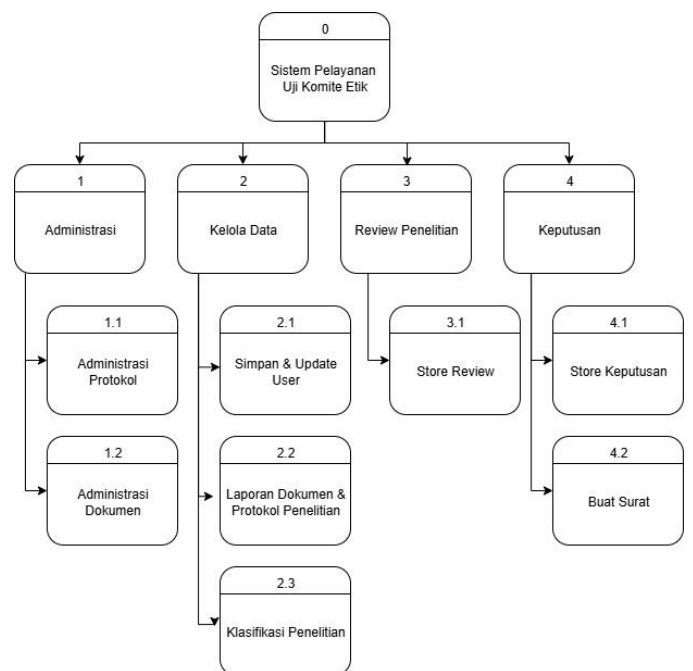 0
Sistem Pelayanan
Uji Komite Etik
1
Administrasi
2
Kelola Data
3
Review Penelitian
4
Keputusan
1.1
Administrasi
Protokol
2.1
Simpan & Update
User
3.1
Store Review
4.1
Store Keputusan
1.2
Administrasi
Dokumen
2.2
Laporan Dokumen &
Protokol Penelitian
4.2
Buat Surat
2.3
Klasifikasi Penelitian